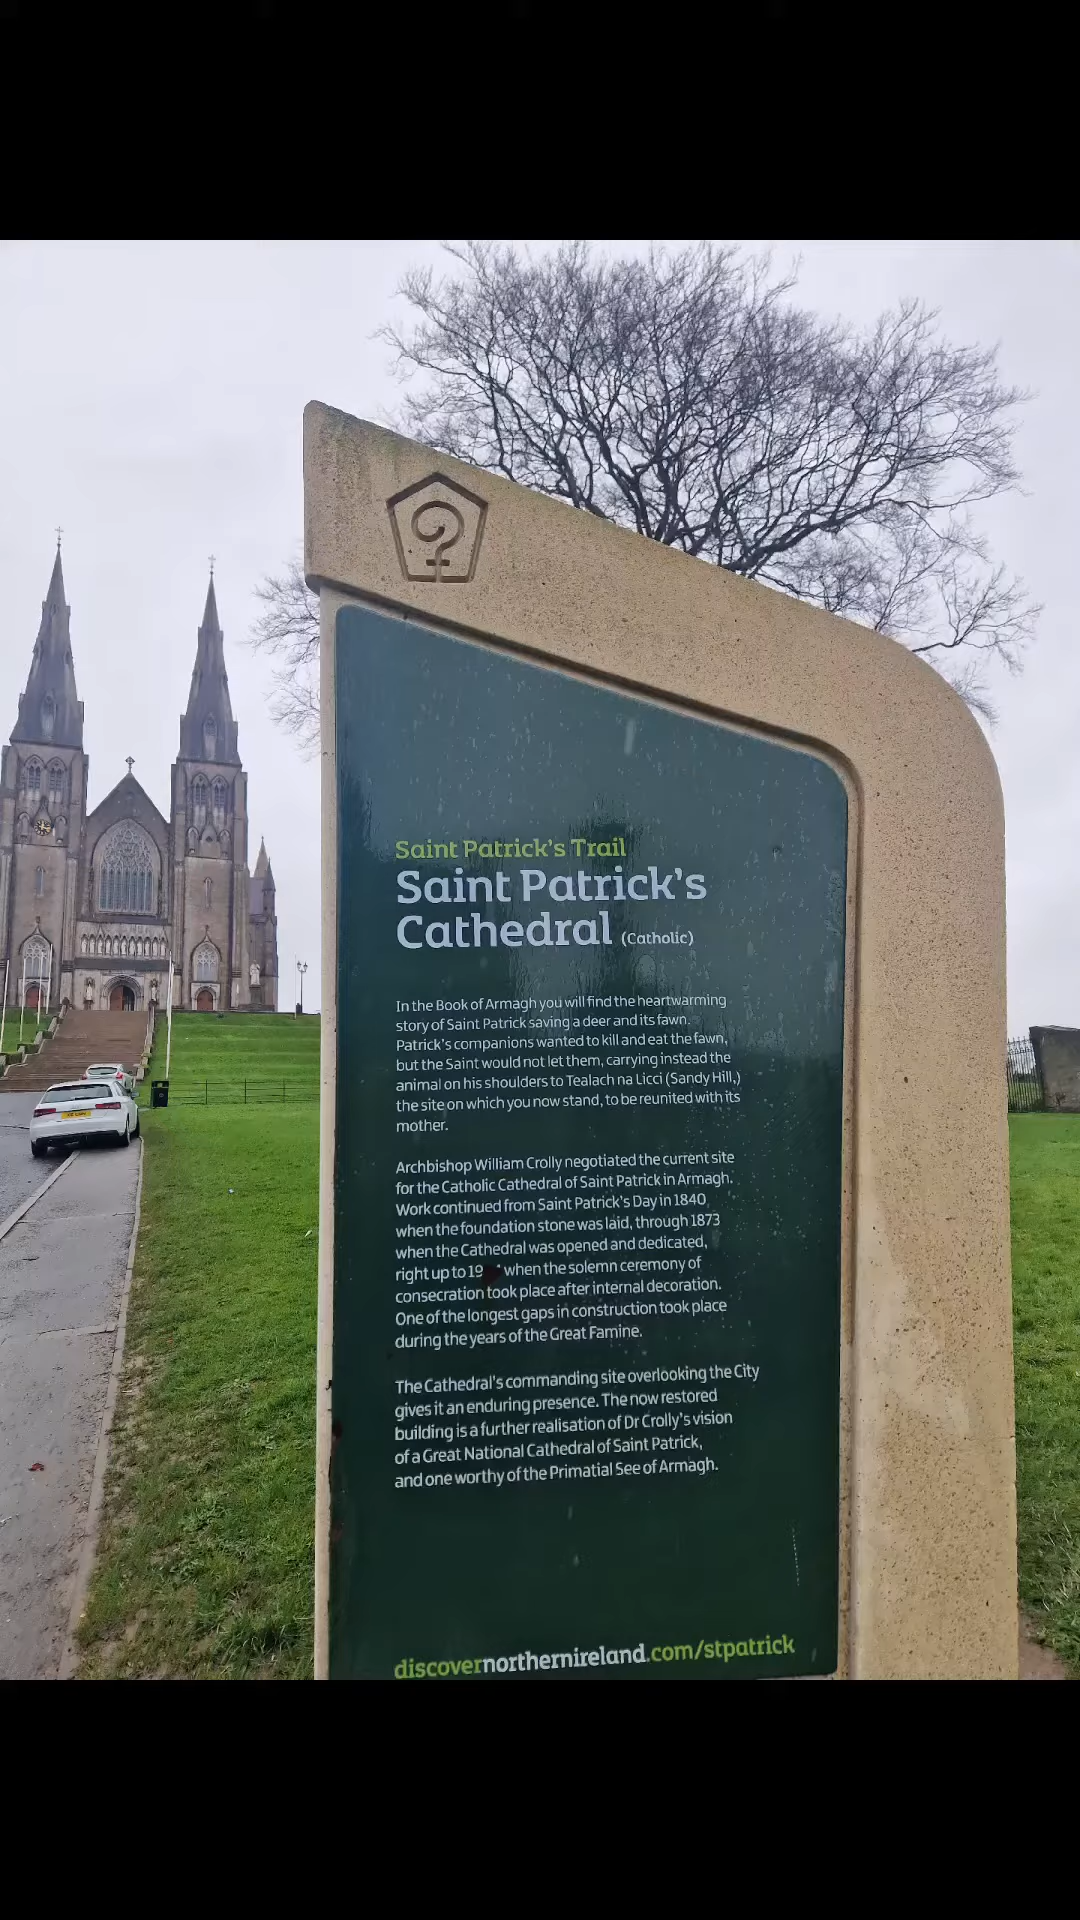 Saint Patrick's Trail
Saint Patrick's
Cathedral (Catholic)
In the Book of Armagh you will find the heartwarming
story of Saint Patrick saving a deer and its fawn.
Patrick's companions wanted to kill and eat the fawn,
but the Saint would not let them, carrying instead the
animal on his shoulders to Tealach na Licci (Sandy Hill,)
the site on which you now stand, to be reunited with its
mother.
Archbishop William Crolly negotiated the current site
for the Catholic Cathedral of Saint Patrick in Armagh.
Work continued from Saint Patrick's Day in 1840,
when the foundation stone was laid, through 1873
when the Cathedral was opened and dedicated,
right up to when the solemn ceremony of
consecration took place after internal decoration.
One of the longest gaps in construction took place
during the years of the Great Famine.
The Cathedral's commanding site overlooking the City
gives it an enduring presence. The now restored
building is a further realisation of Dr Crolly's vision
of a Great National Cathedral of Saint Patrick,
and one worthy of the Primatial See of Armagh.
discovernorthernireland.com/stpatrick